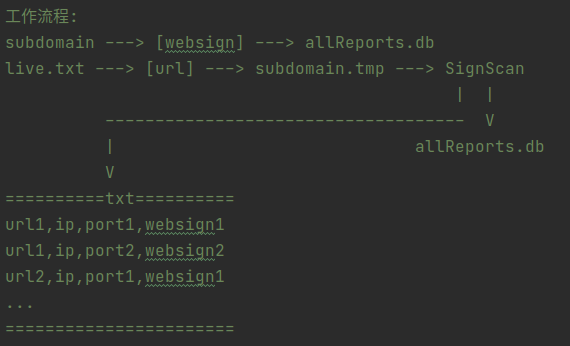 工作流程:
subdomain ---> [websign] ---> allReports.db
live.txt ---> [url] ---> subdomain.tmp ---> SignScan
                                             |  |
          ------------------------------------  V
          |                              allReports.db
          V
==========txt==========
url1,ip,port1,websign1
url1,ip,port2,websign2
url2,ip,port1,websign1
...
=======================